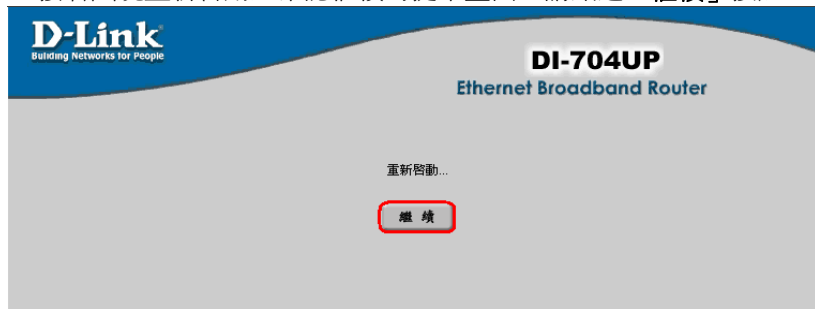 D-Link
Building Networks for People
DI-704UP
Ethernet Broadband Router
重新啓動...
繼 續